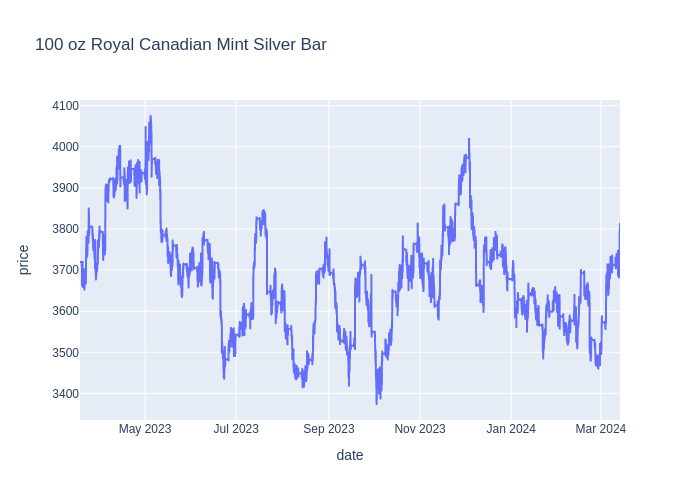 100 oz Royal Canadian Mint Silver Bar
4100
4000
3900
3800
3700
3600
3500
3400
price
May 2023
Jul 2023
Sep 2023
Nov 2023
Jan 2024
Mar 2024
date